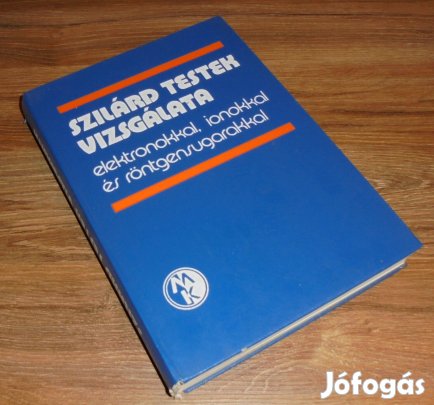 SZILÁRD TESTEK
VIZSGÁLATA
elektronokkal, ionokkal
és röntgensugarakkal
MK
Jófogás